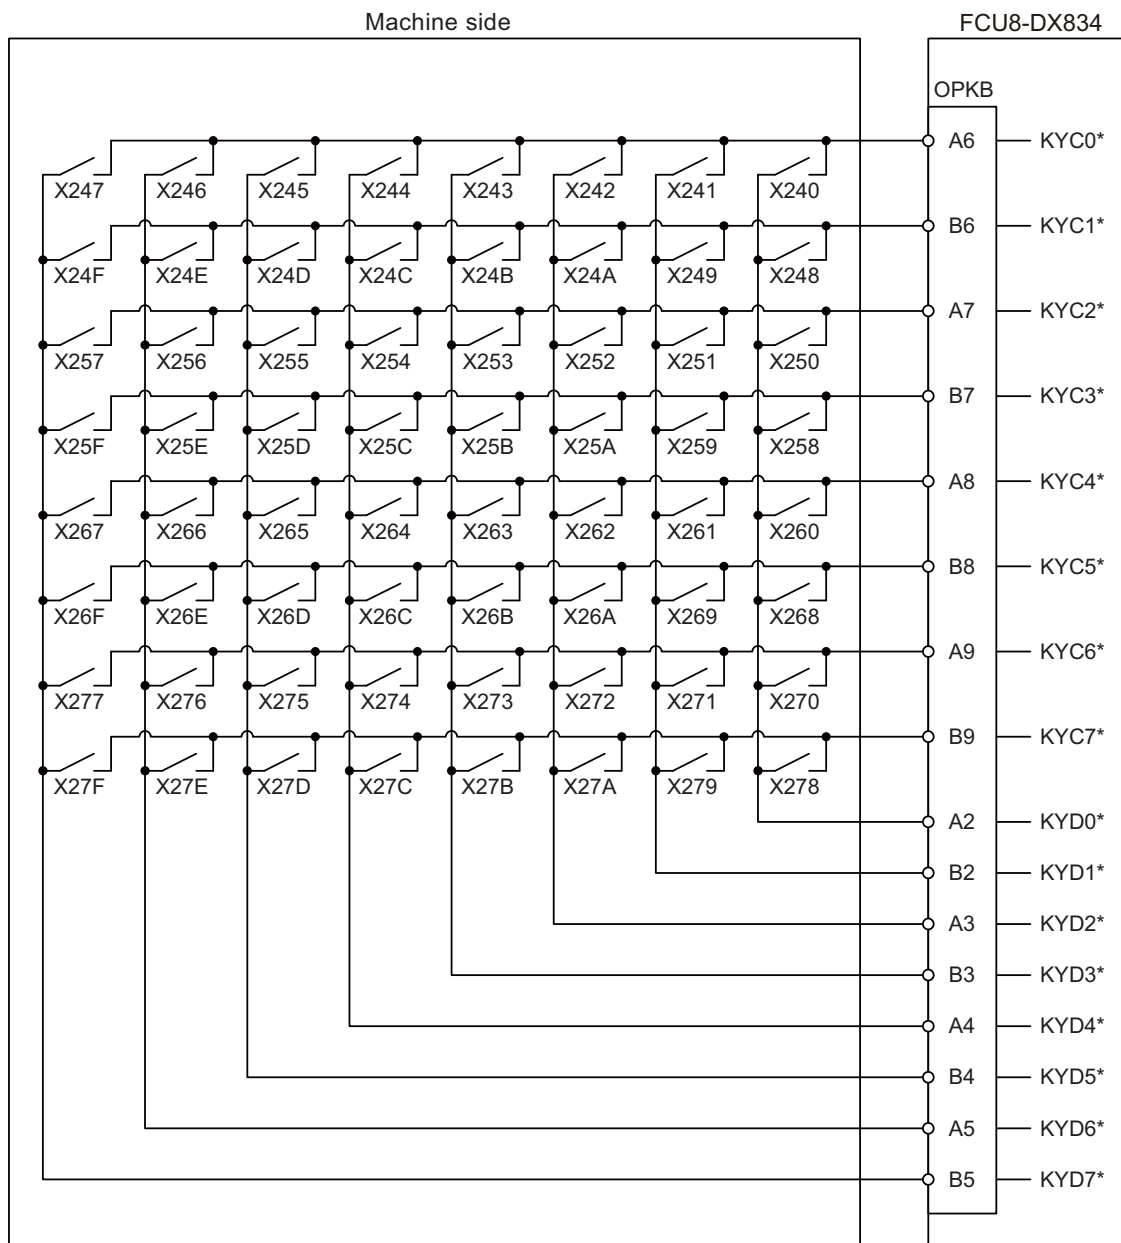 Machine side FCU8-DX834
OPKB
A6 KYC0*
X247 X246 X245 X244 X243 X242 X241 X240
B6 KYC1*
X24F X24E X24D X24C X24B X24A X249 X248
A7 KYC2*
X257 X256 X255 X254 X253 X252 X251 X250
B7 KYC3*
X25F X25E X25D X25C X25B X25A X259 X258
A8 KYC4*
X267 X266 X265 X264 X263 X262 X261 X260
B8 KYC5*
X26F X26E X26D X26C X26B X26A X269 X268
A9 KYC6*
X277 X276 X275 X274 X273 X272 X271 X270
B9 KYC7*
X27F X27E X27D X27C X27B X27A X279 X278
A2 KYD0*
B2 KYD1*
A3 KYD2*
B3 KYD3*
A4 KYD4*
B4 KYD5*
A5 KYD6*
B5 KYD7*